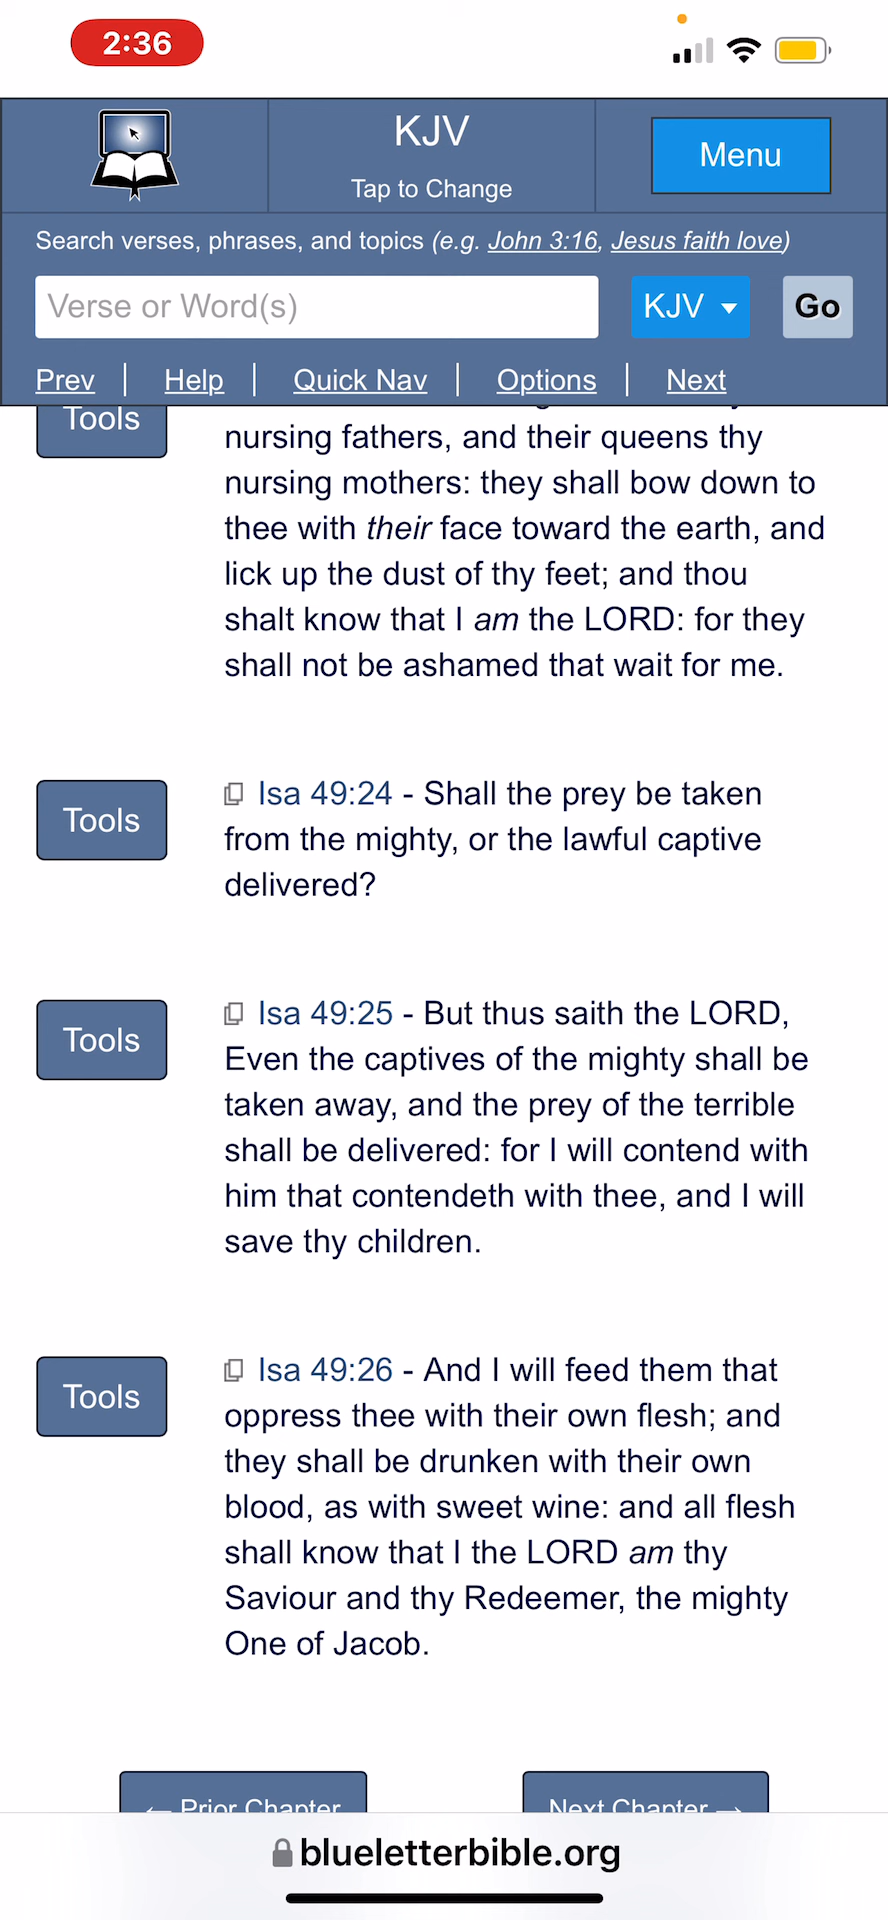 2:36
KJV
Tap to Change
Menu
Search verses, phrases, and topics (e.g. John 3:16, Jesus faith love)
Verse or Word(s)
KJV
Go
Prev | Help | Quick Nav | Options | Next
Tools
nursing fathers, and their queens thy
nursing mothers: they shall bow down to
thee with their face toward the earth, and
lick up the dust of thy feet; and thou
shalt know that I am the LORD: for they
shall not be ashamed that wait for me.
Tools
Isa 49:24 - Shall the prey be taken
from the mighty, or the lawful captive
delivered?
Tools
Isa 49:25 - But thus saith the LORD,
Even the captives of the mighty shall be
taken away, and the prey of the terrible
shall be delivered: for I will contend with
him that contendeth with thee, and I will
save thy children.
Tools
Isa 49:26 - And I will feed them that
oppress thee with their own flesh; and
they shall be drunken with their own
blood, as with sweet wine: and all flesh
shall know that I the LORD am thy
Saviour and thy Redeemer, the mighty
One of Jacob.
← Prior Chapter
Next Chapter →
blueletterbible.org